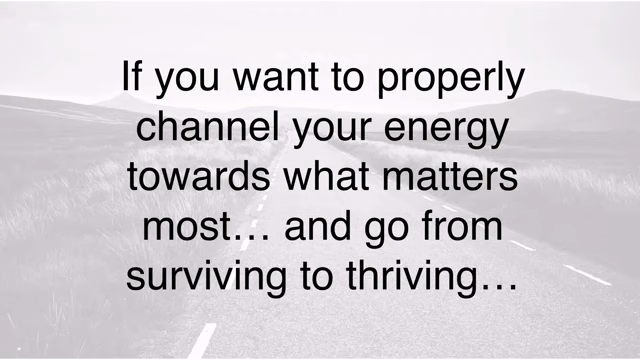 If you want to properly
channel your energy
towards what matters
most… and go from
surviving to thriving…